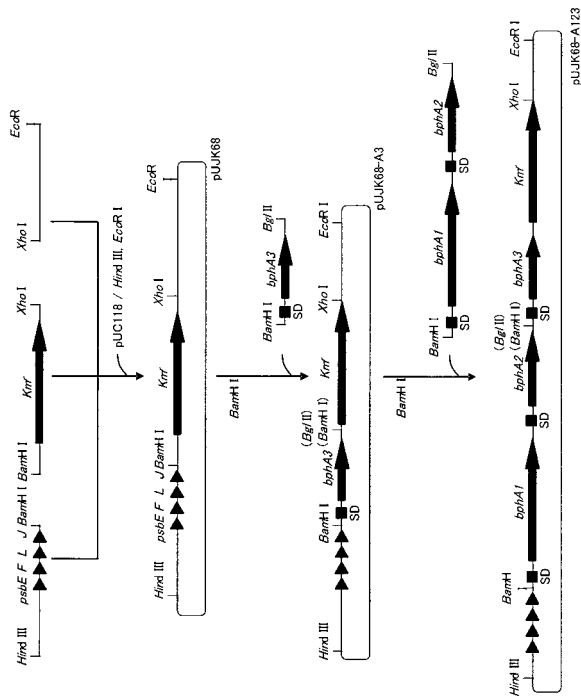 Hind III
psbE F L J BamH I
BamH I
Kmʳ
Xho I
Xho I
EcoR
pUC118 / Hind III, EcoR I
Hind III
psbE F L J BamH I
Kmʳ
Xho I
EcoR
pUJK68
BamH I
BamH I
SD
bphA3
Bgl II
Hind III
BamH I
SD
bphA3
(Bgl II)
(BamH I)
Kmʳ
Xho I
EcoR I
pUJK68-A3
BamH I
BamH I
SD
bphA1
SD
bphA2
Bgl II
Hind III
BamH
SD
bphA1
SD
bphA2
(Bgl II)
(BamH I)
SD
bphA3
Kmʳ
Xho I
EcoR I
pUJK68-A123